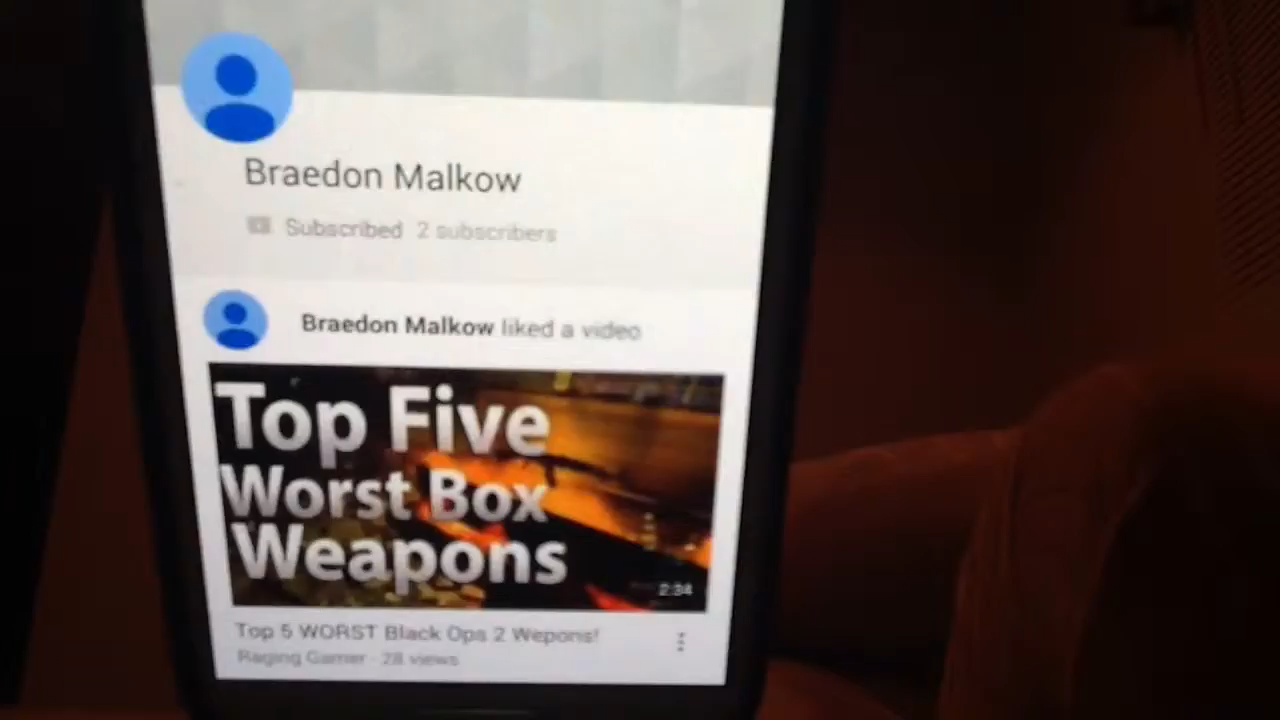 Braedon Malkow
Subscribed 2 subscribers
Braedon Malkow liked a video
Top Five
Worst Box
Weapons
2:34
Top 5 WORST Black Ops 2 Wepons!
Raging Gamer · 28 views